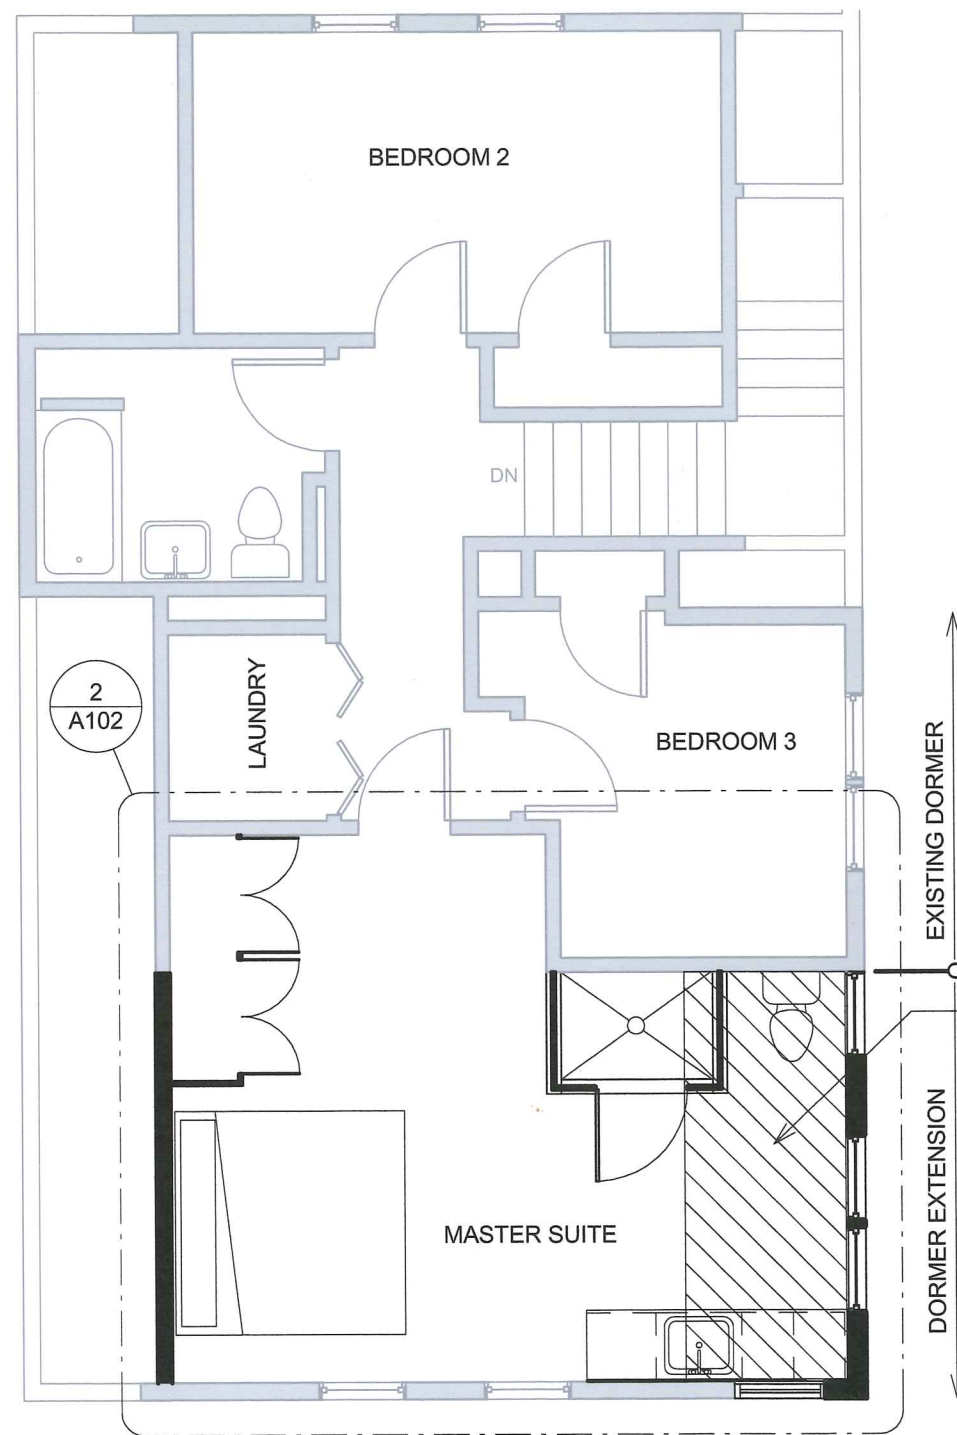 BEDROOM 2
DN
2
A102
LAUNDRY
BEDROOM 3
EXISTING DORMER
MASTER SUITE
DORMER EXTENSION